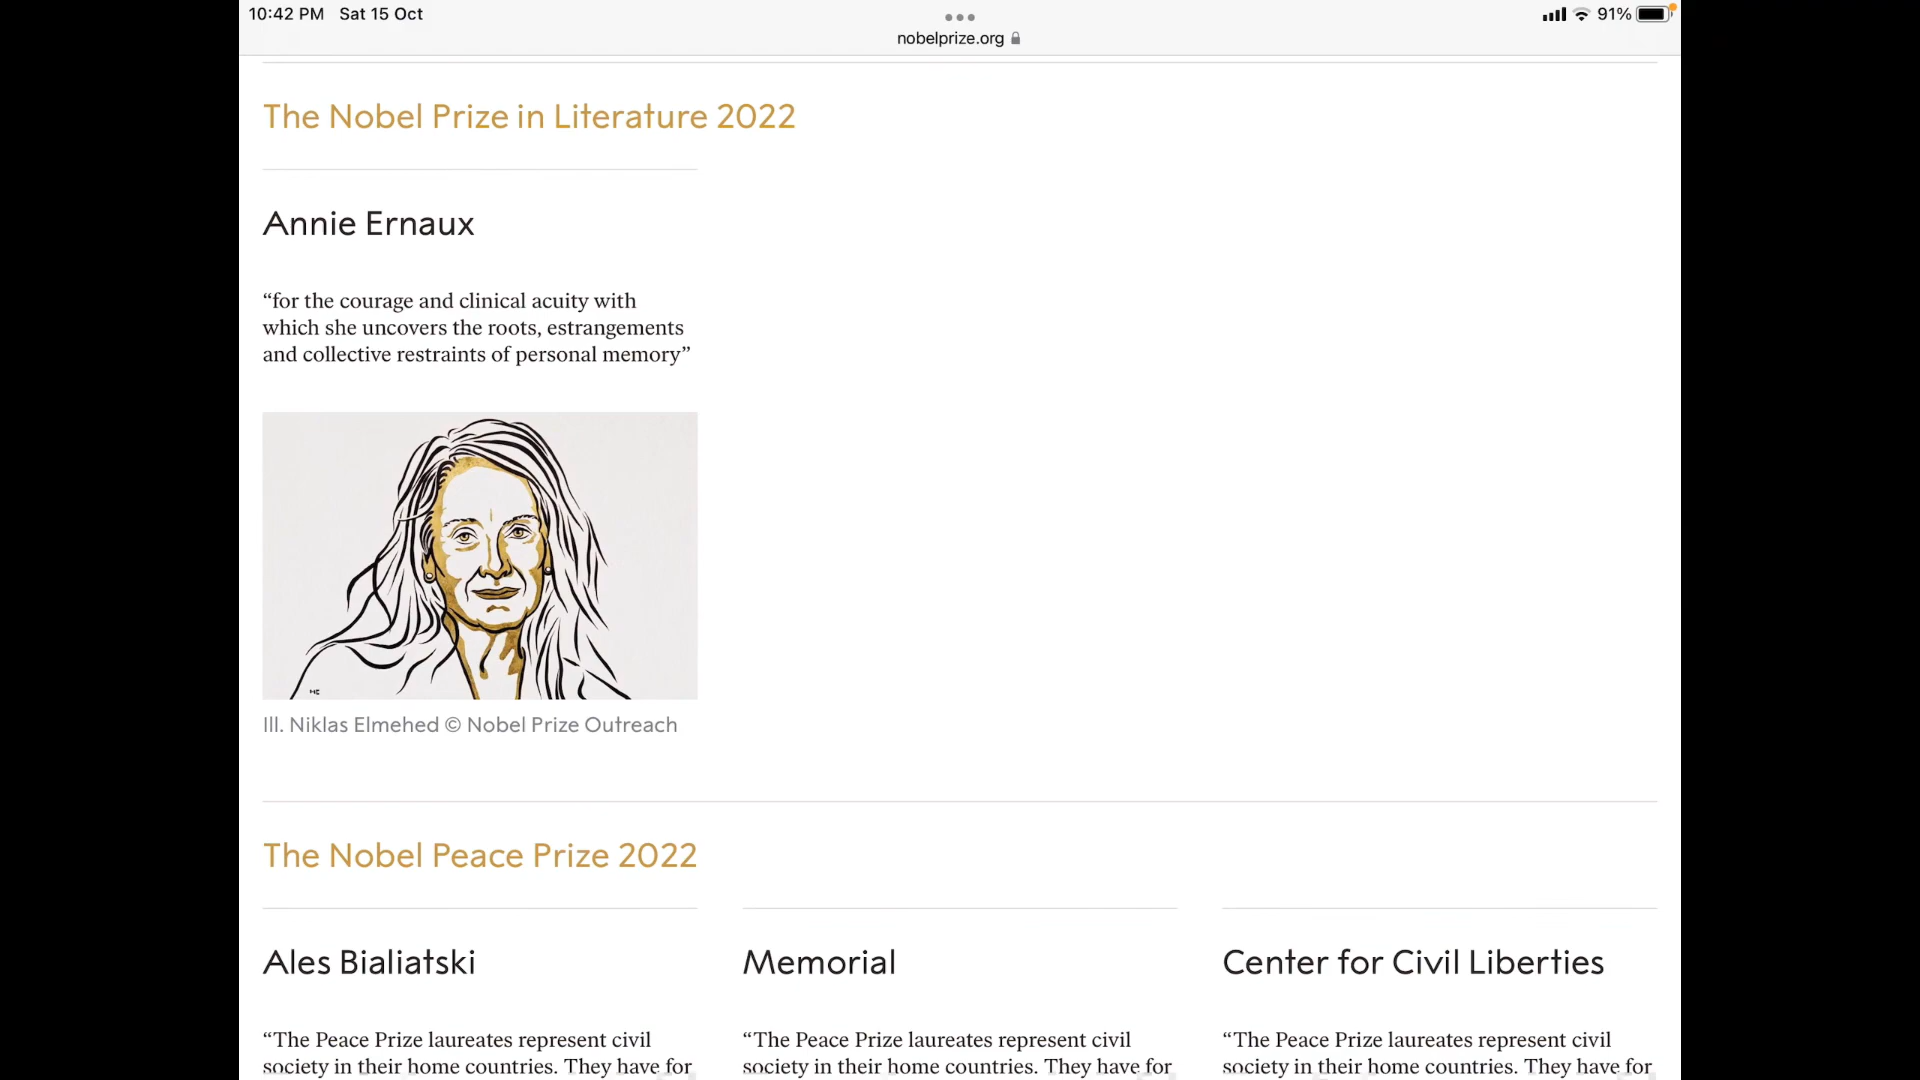 10:42 PM Sat 15 Oct
91%
nobelprize.org
The Nobel Prize in Literature 2022
Annie Ernaux
“for the courage and clinical acuity with
which she uncovers the roots, estrangements
and collective restraints of personal memory”
Ill. Niklas Elmehed © Nobel Prize Outreach
The Nobel Peace Prize 2022
Ales Bialiatski
“The Peace Prize laureates represent civil
society in their home countries. They have for
Memorial
“The Peace Prize laureates represent civil
society in their home countries. They have for
Center for Civil Liberties
“The Peace Prize laureates represent civil
society in their home countries. They have for